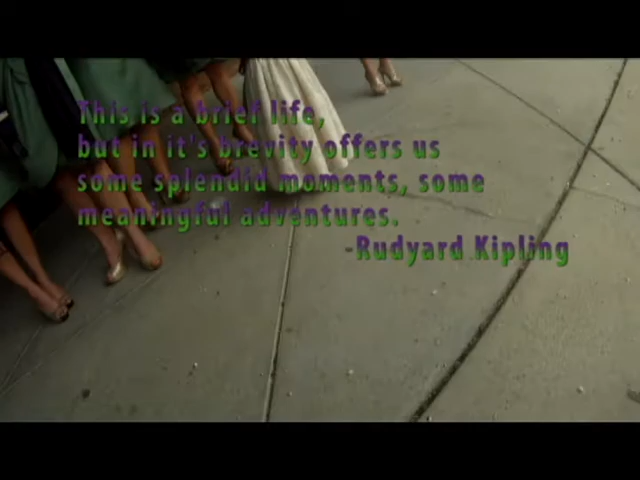 This is a brief life,
but in it's brevity offers us
some splendid moments, some
meaningful adventures.
-Rudyard Kipling